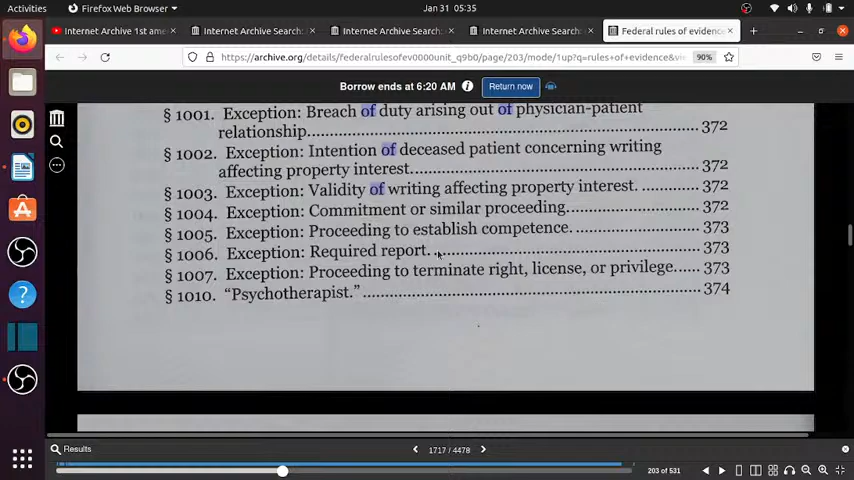 Activities
Firefox Web Browser
Jan 31 05:35
Internet Archive 1st ame
Internet Archive Search:
Internet Archive Search:
Internet Archive Search:
Federal rules of evidence
https://archive.org/details/federalrulesofev0000unit_q9b0/page/203/mode/1up?q=rules+of+evidence&vi
90%
Borrow ends at 6:20 AM
Return now
§ 1001. Exception: Breach of duty arising out of physician-patient
relationship.................................................................. 372
§ 1002. Exception: Intention of deceased patient concerning writing
affecting property interest.................................................. 372
§ 1003. Exception: Validity of writing affecting property interest. ........... 372
§ 1004. Exception: Commitment or similar proceeding........................... 372
§ 1005. Exception: Proceeding to establish competence. ........................ 373
§ 1006. Exception: Required report. ................................................ 373
§ 1007. Exception: Proceeding to terminate right, license, or privilege...... 373
§ 1010. “Psychotherapist.” ............................................................. 374
Results
1717 / 4478
203 of 531